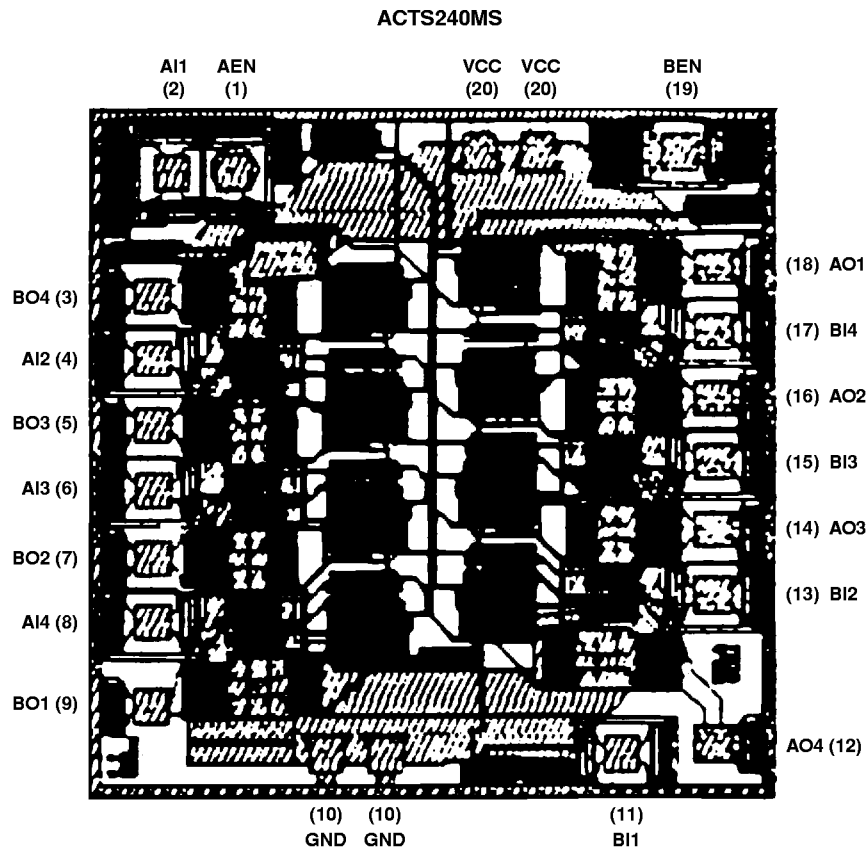 ACTS240MS
AI1 AEN VCC VCC BEN
(2) (1) (20) (20) (19)
BO4 (3)
AI2 (4)
BO3 (5)
AI3 (6)
BO2 (7)
AI4 (8)
BO1 (9)
(18) AO1
(17) BI4
(16) AO2
(15) BI3
(14) AO3
(13) BI2
AO4 (12)
(10) (10) (11)
GND GND BI1